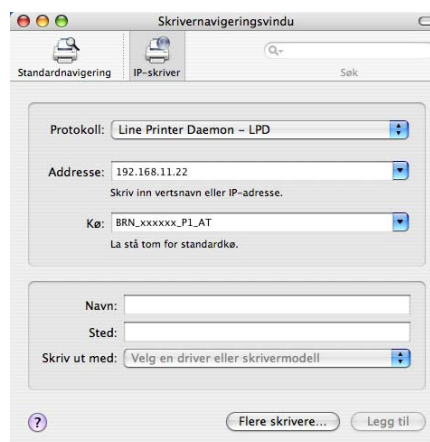 Skrivernavigeringsvindu
Standardnavigering
IP-skriver
Søk
Protokoll: Line Printer Daemon – LPD
Addresse: 192.168.11.22
Skriv inn vertsnavn eller IP-adresse.
Kø: BRN_xxxxxx_P1_AT
La stå tom for standardkø.
Navn:
Sted:
Skriv ut med: Velg en driver eller skrivermodell
?
Flere skrivere...
Legg til